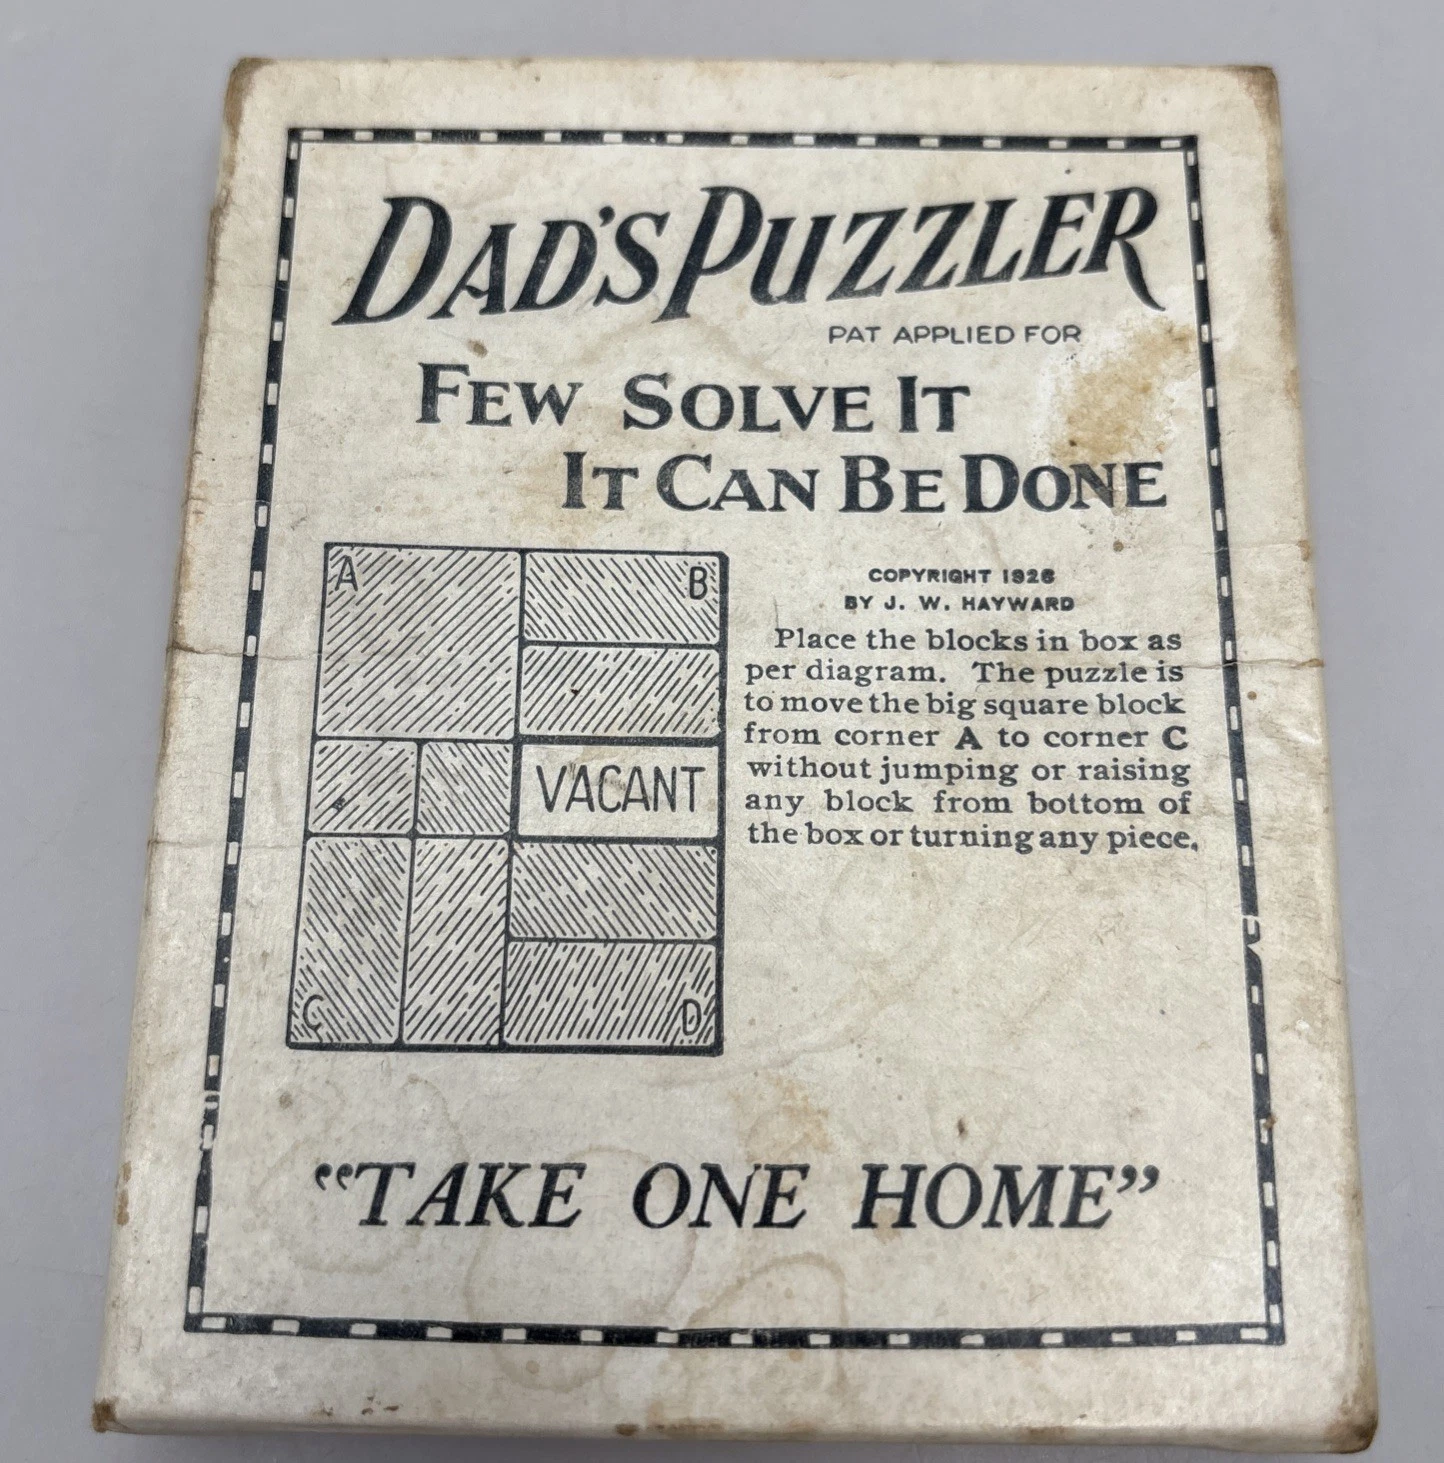 DAD'S PUZZLER
PAT APPLIED FOR
FEW SOLVE IT
IT CAN BE DONE
A
B
VACANT
C
D
COPYRIGHT 1926
BY J. W. HAYWARD
Place the blocks in box as
per diagram. The puzzle is
to move the big square block
from corner A to corner C
without jumping or raising
any block from bottom of
the box or turning any piece.
"TAKE ONE HOME"